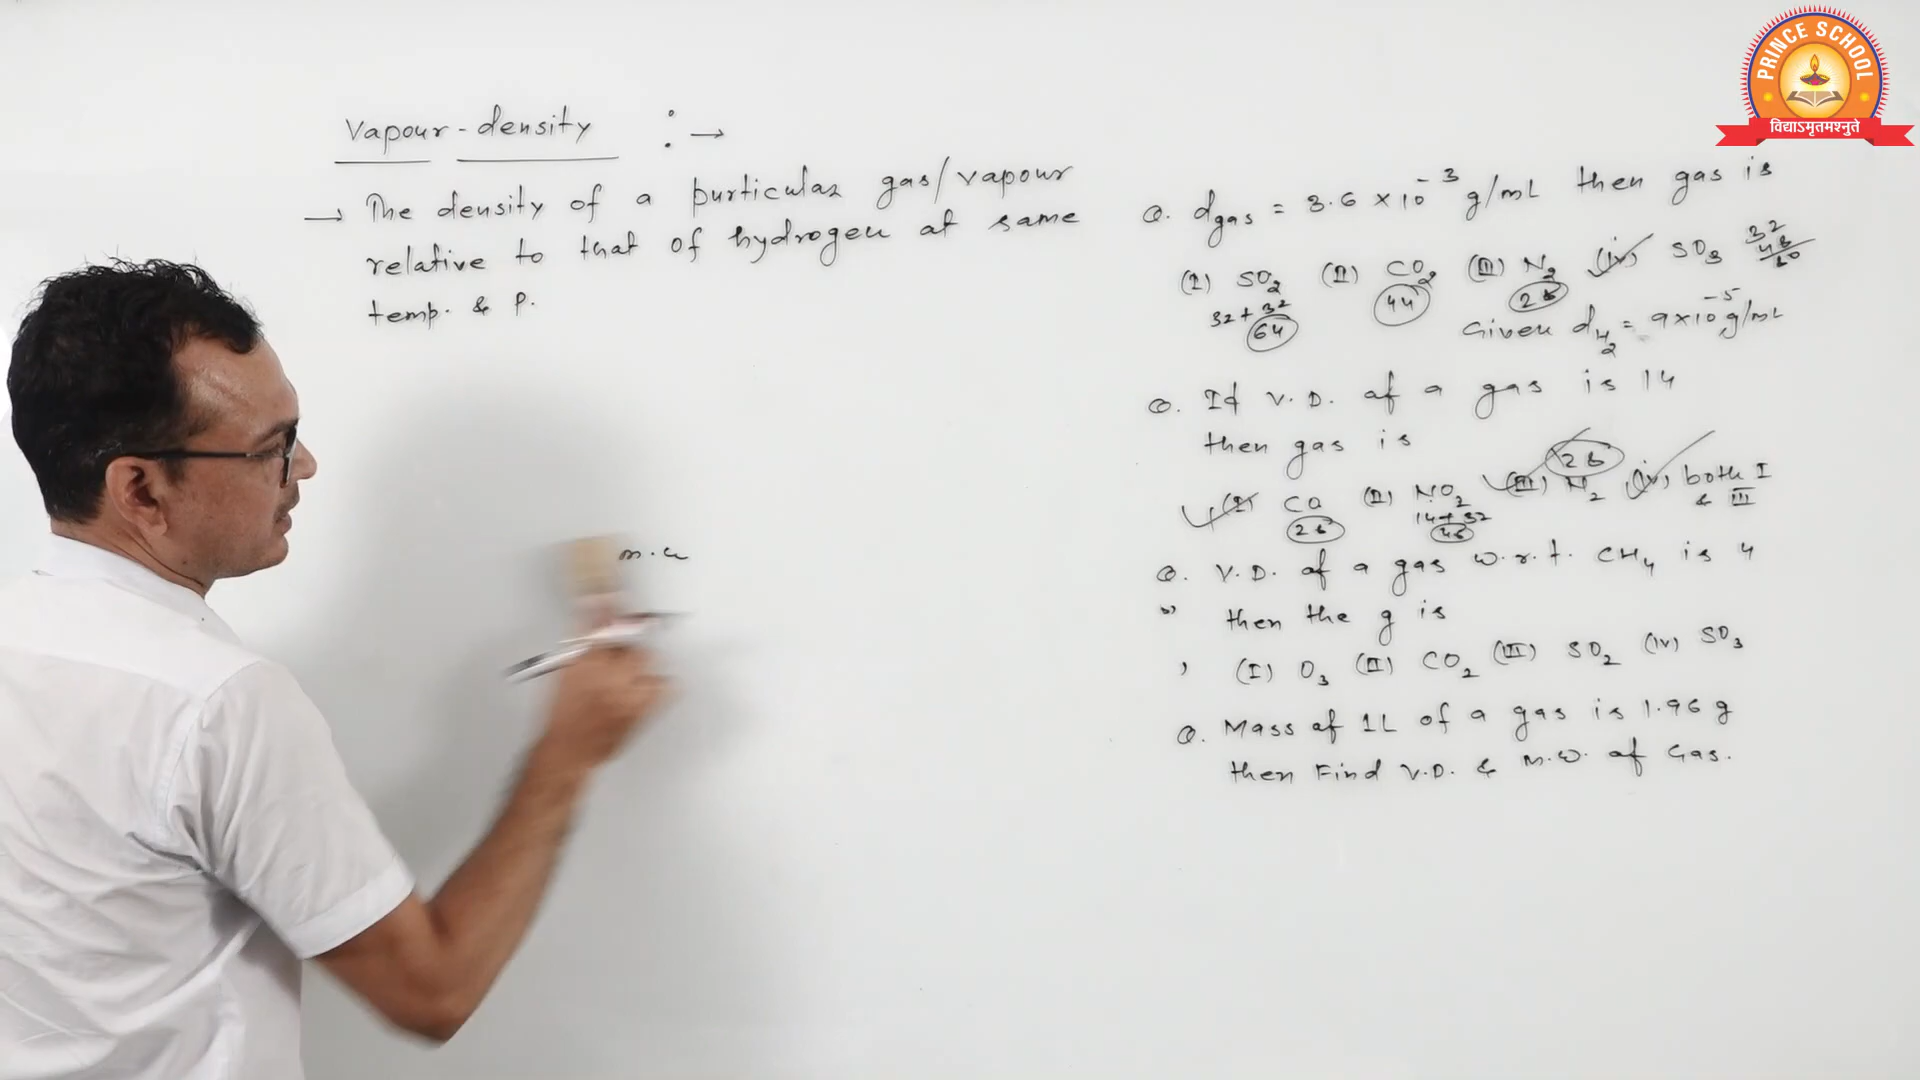 PRINCE SCHOOL
विद्याऽमृतमश्नुते
Vapour-density :→
→ The density of a purticular gas/vapour
relative to that of hydrogen at same
temp. & P.
m.w
Q. dgas = 3.6 × 10⁻³ g/mL then gas is
(I) SO₂ (II) CO₂ (III) N₂ (iv) SO₃ 32
48
80
32+32 44 28
64
Given dH₂ = 9×10⁻⁵ g/mL
Q. If V.D. of a gas is 14
then gas is
28
(I) CO (II) NO₂ (III) N₂ (iv) both I
& III
28 14+32
46
Q. V.D. of a gas w.r.t. CH₄ is 4
then the g is
(I) O₃ (II) CO₂ (III) SO₂ (iv) SO₃
Q. Mass of 1L of a gas is 1.96 g
then Find V.D. & M.W. of Gas.